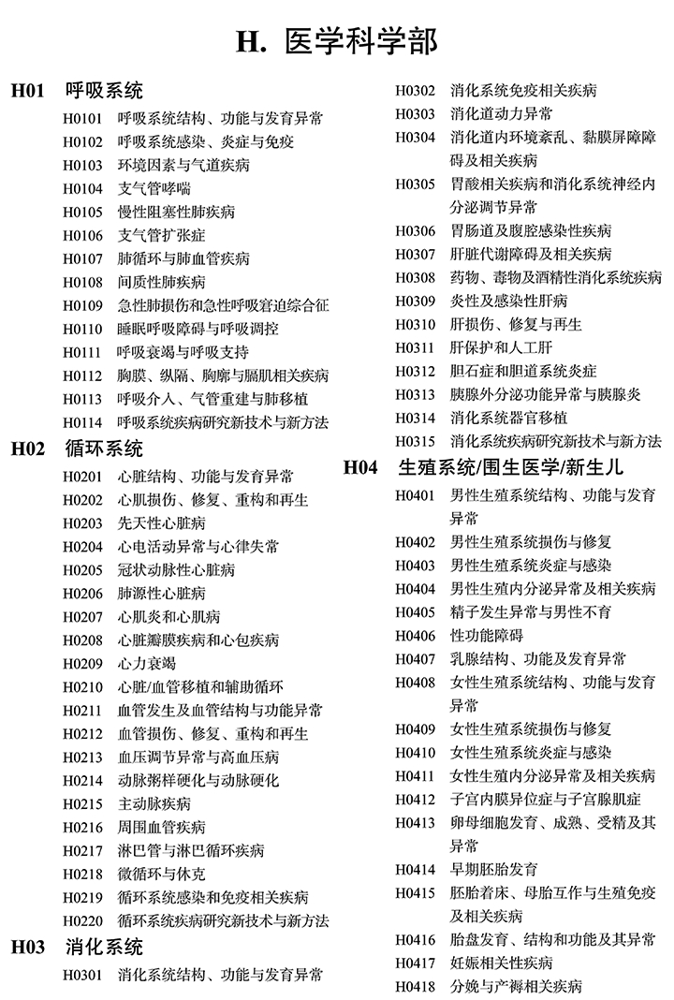 H. 医学科学部
H01 呼吸系统
H0101 呼吸系统结构、功能与发育异常
H0102 呼吸系统感染、炎症与免疫
H0103 环境因素与气道疾病
H0104 支气管哮喘
H0105 慢性阻塞性肺疾病
H0106 支气管扩张症
H0107 肺循环与肺血管疾病
H0108 间质性肺疾病
H0109 急性肺损伤和急性呼吸窘迫综合征
H0110 睡眠呼吸障碍与呼吸调控
H0111 呼吸衰竭与呼吸支持
H0112 胸膜、纵隔、胸廓与膈肌相关疾病
H0113 呼吸介入、气管重建与肺移植
H0114 呼吸系统疾病研究新技术与新方法
H02 循环系统
H0201 心脏结构、功能与发育异常
H0202 心肌损伤、修复、重构和再生
H0203 先天性心脏病
H0204 心电活动异常与心律失常
H0205 冠状动脉性心脏病
H0206 肺源性心脏病
H0207 心肌炎和心肌病
H0208 心脏瓣膜疾病和心包疾病
H0209 心力衰竭
H0210 心脏/血管移植和辅助循环
H0211 血管发生及血管结构与功能异常
H0212 血管损伤、修复、重构和再生
H0213 血压调节异常与高血压病
H0214 动脉粥样硬化与动脉硬化
H0215 主动脉疾病
H0216 周围血管疾病
H0217 淋巴管与淋巴循环疾病
H0218 微循环与休克
H0219 循环系统感染和免疫相关疾病
H0220 循环系统疾病研究新技术与新方法
H03 消化系统
H0301 消化系统结构、功能与发育异常
H0302 消化系统免疫相关疾病
H0303 消化道动力异常
H0304 消化道内环境紊乱、黏膜屏障障
碍及相关疾病
H0305 胃酸相关疾病和消化系统神经内
分泌调节异常
H0306 胃肠道及腹腔感染性疾病
H0307 肝脏代谢障碍及相关疾病
H0308 药物、毒物及酒精性消化系统疾病
H0309 炎性及感染性肝病
H0310 肝损伤、修复与再生
H0311 肝保护和人工肝
H0312 胆石症和胆道系统炎症
H0313 胰腺外分泌功能异常与胰腺炎
H0314 消化系统器官移植
H0315 消化系统疾病研究新技术与新方法
H04 生殖系统/围生医学/新生儿
H0401 男性生殖系统结构、功能与发育
异常
H0402 男性生殖系统损伤与修复
H0403 男性生殖系统炎症与感染
H0404 男性生殖内分泌异常及相关疾病
H0405 精子发生异常与男性不育
H0406 性功能障碍
H0407 乳腺结构、功能及发育异常
H0408 女性生殖系统结构、功能与发育
异常
H0409 女性生殖系统损伤与修复
H0410 女性生殖系统炎症与感染
H0411 女性生殖内分泌异常及相关疾病
H0412 子宫内膜异位症与子宫腺肌症
H0413 卵母细胞发育、成熟、受精及其
异常
H0414 早期胚胎发育
H0415 胚胎着床、母胎互作与生殖免疫
及相关疾病
H0416 胎盘发育、结构和功能及其异常
H0417 妊娠相关性疾病
H0418 分娩与产褥相关疾病